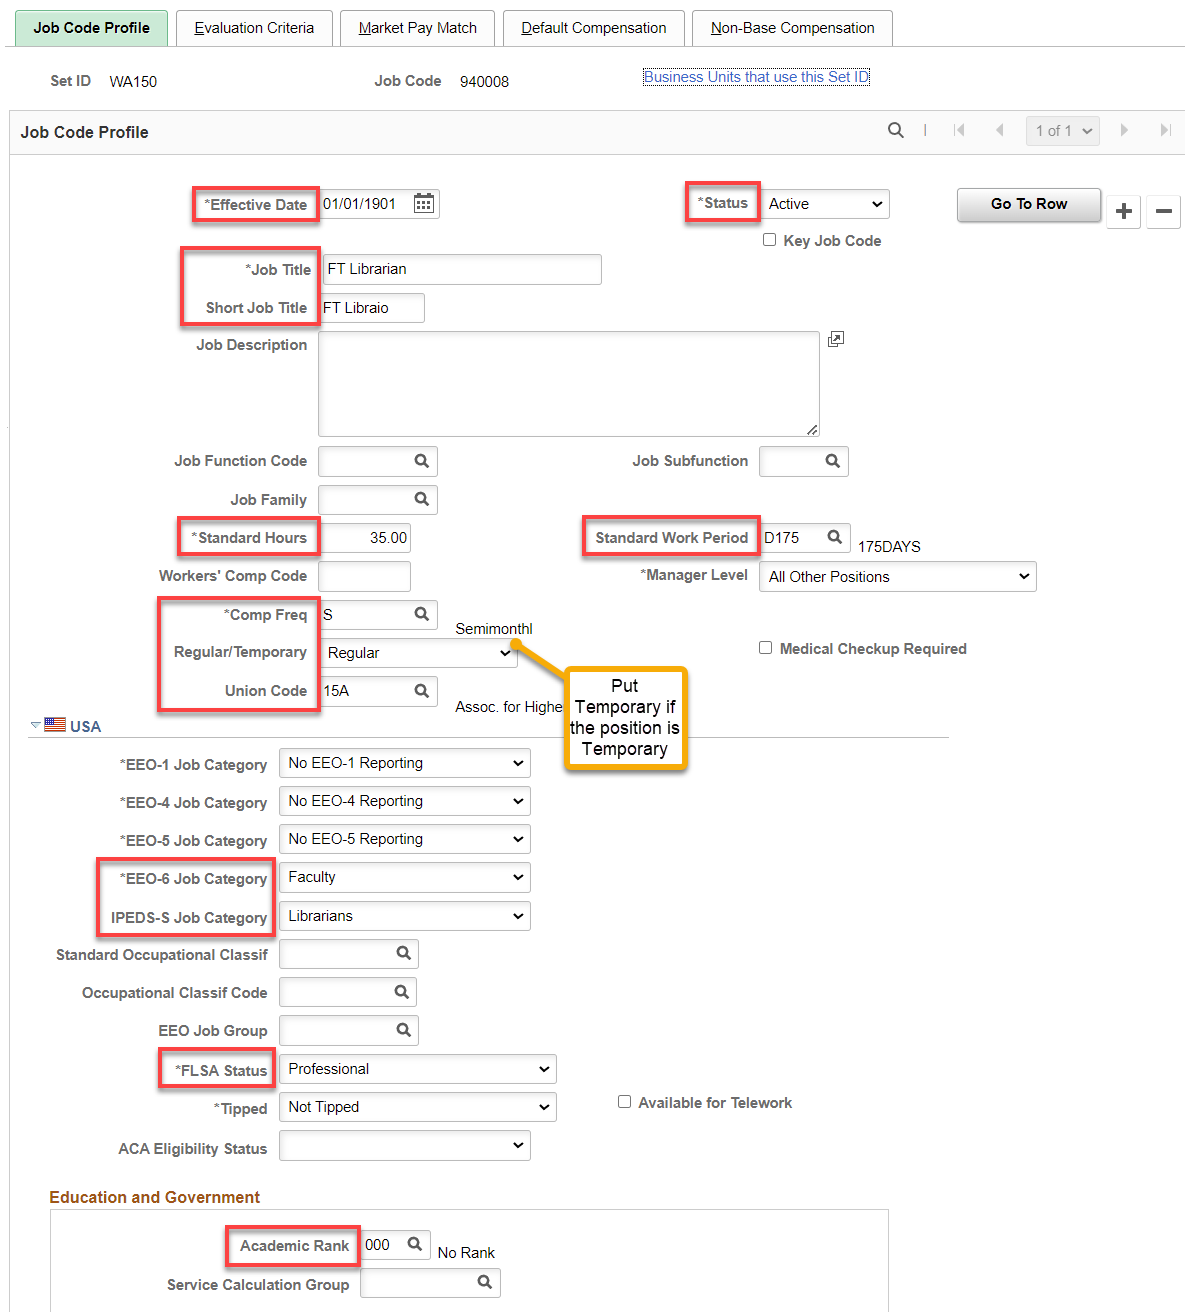 Job Code Profile
Evaluation Criteria
Market Pay Match
Default Compensation
Non-Base Compensation
Set ID WA150
Job Code 940008
Business Units that use this Set ID
Job Code Profile
1 of 1
*Effective Date 01/01/1901
*Status Active
Go To Row
Key Job Code
*Job Title FT Librarian
Short Job Title FT Libraio
Job Description
Job Function Code
Job Subfunction
Job Family
*Standard Hours 35.00
Standard Work Period D175 175DAYS
Workers' Comp Code
*Manager Level All Other Positions
*Comp Freq S Semimonthl
Regular/Temporary Regular
Medical Checkup Required
Union Code 15A Assoc. for Highe
Put
Temporary if
the position is
Temporary
USA
*EEO-1 Job Category No EEO-1 Reporting
*EEO-4 Job Category No EEO-4 Reporting
*EEO-5 Job Category No EEO-5 Reporting
*EEO-6 Job Category Faculty
IPEDS-S Job Category Librarians
Standard Occupational Classif
Occupational Classif Code
EEO Job Group
*FLSA Status Professional
*Tipped Not Tipped
Available for Telework
ACA Eligibility Status
Education and Government
Academic Rank 000 No Rank
Service Calculation Group